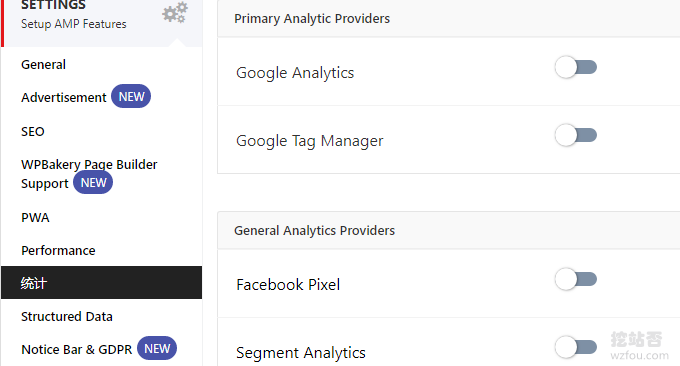 SETTINGS
Setup AMP Features
General
Advertisement NEW
SEO
WPBakery Page Builder
Support NEW
PWA
Performance
统计
Structured Data
Notice Bar & GDPR NEW
Primary Analytic Providers
Google Analytics
Google Tag Manager
General Analytics Providers
Facebook Pixel
Segment Analytics
挖站否
wzfou.com